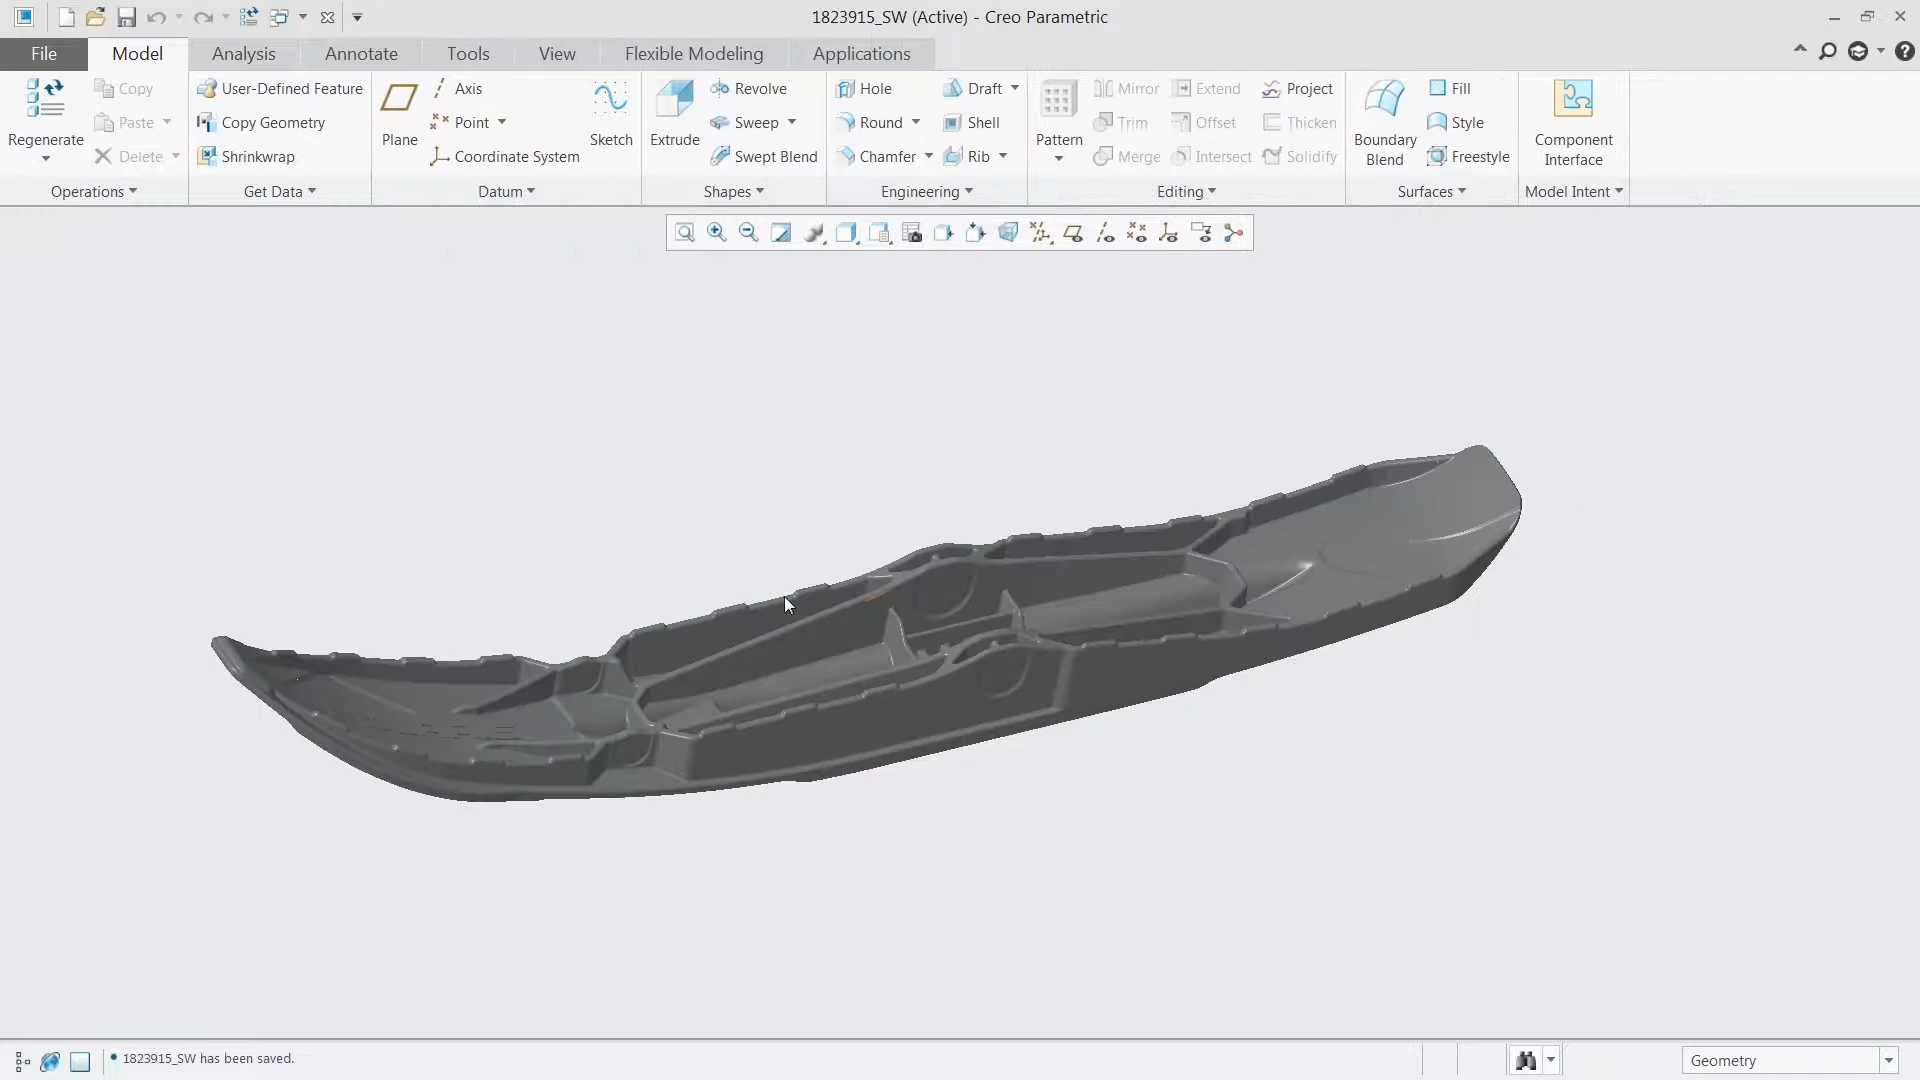 1823915_SW (Active) - Creo Parametric
File Model Analysis Annotate Tools View Flexible Modeling Applications
Regenerate
Copy
Paste
Delete
Operations
User-Defined Feature
Copy Geometry
Shrinkwrap
Get Data
Plane
Axis
Point
Coordinate System
Sketch
Datum
Extrude
Revolve
Sweep
Swept Blend
Shapes
Hole
Round
Chamfer
Draft
Shell
Rib
Engineering
Pattern
Mirror
Trim
Merge
Extend
Offset
Intersect
Project
Thicken
Solidify
Editing
Boundary
Blend
Fill
Style
Freestyle
Surfaces
Component
Interface
Model Intent
1823915_SW has been saved.
Geometry